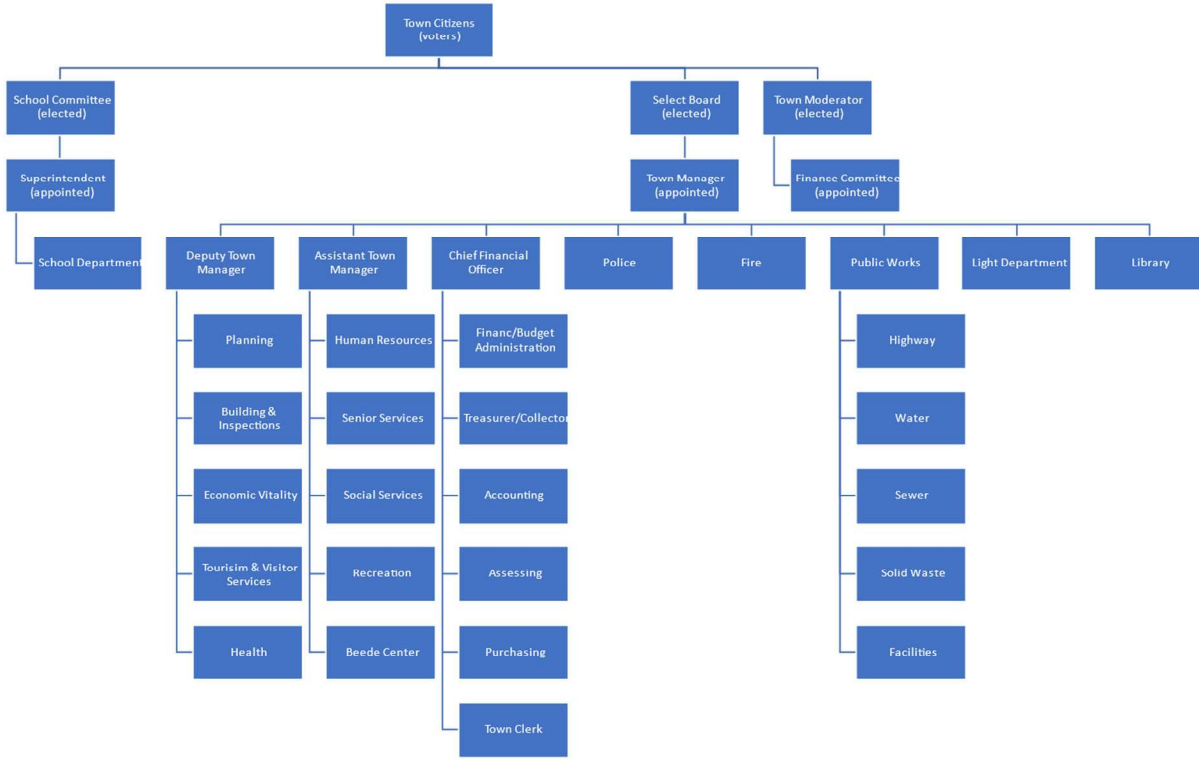 Town Citizens
(voters)
School Committee
(elected)
Select Board
(elected)
Town Moderator
(elected)
Superintendent
(appointed)
Town Manager
(appointed)
Finance Committee
(appointed)
School Department
Deputy Town
Manager
Assistant Town
Manager
Chief Financial
Officer
Police
Fire
Public Works
Light Department
Library
Planning
Human Resources
Financ/Budget
Administration
Highway
Building &
Inspections
Senior Services
Treasurer/Collector
Water
Economic Vitality
Social Services
Accounting
Sewer
Tourisim & Visitor
Services
Recreation
Assessing
Solid Waste
Health
Beede Center
Purchasing
Facilities
Town Clerk